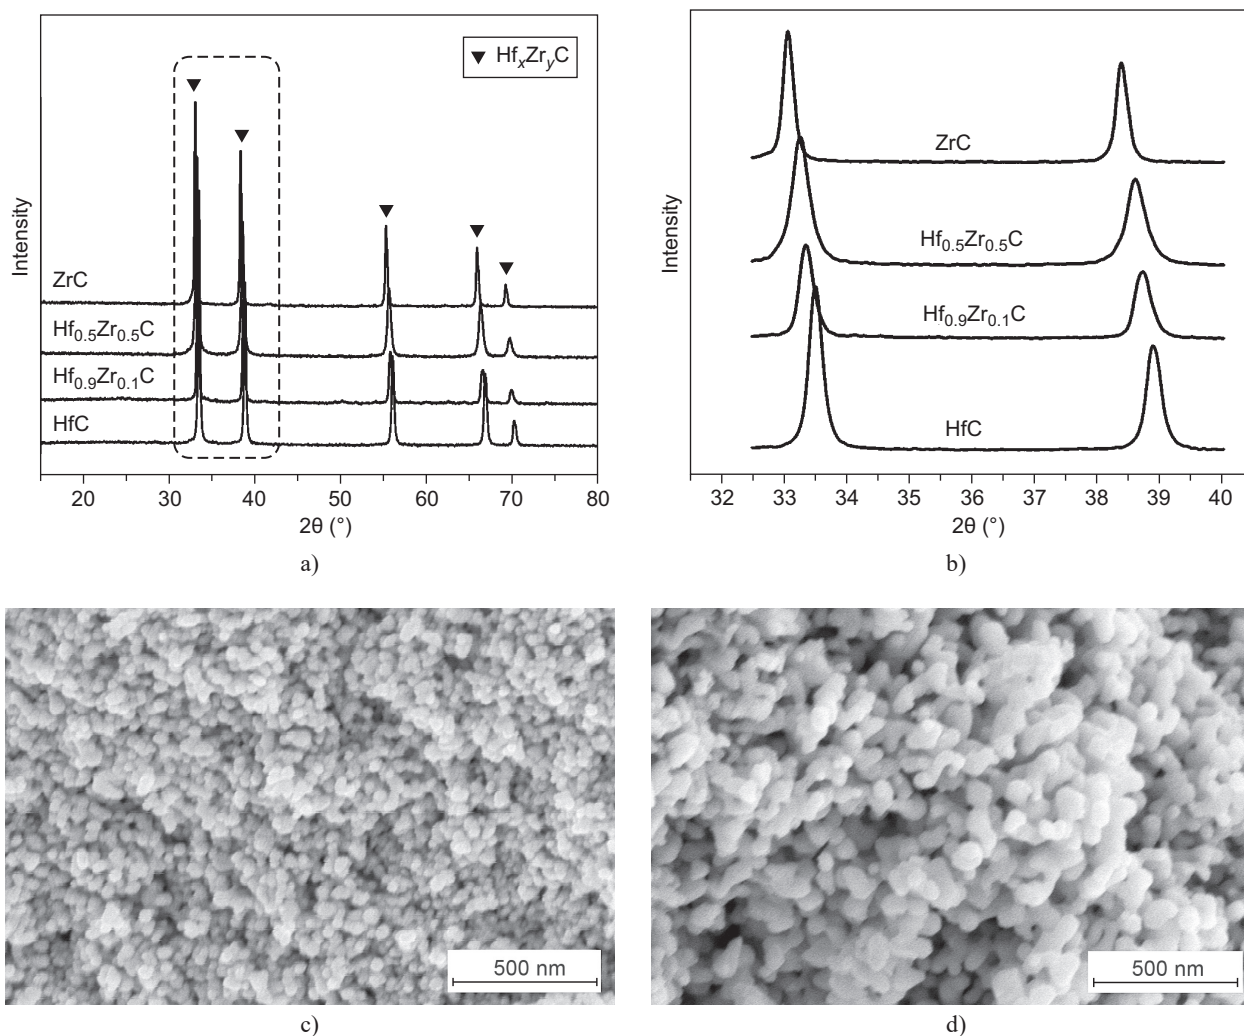 ▼ HfxZryC
Intensity
ZrC
Hf0.5Zr0.5C
Hf0.9Zr0.1C
HfC
20 30 40 50 60 70 80
2θ (°)
a)
Intensity
ZrC
Hf0.5Zr0.5C
Hf0.9Zr0.1C
HfC
32 33 34 35 36 37 38 39 40
2θ (°)
b)
500 nm
c)
500 nm
d)